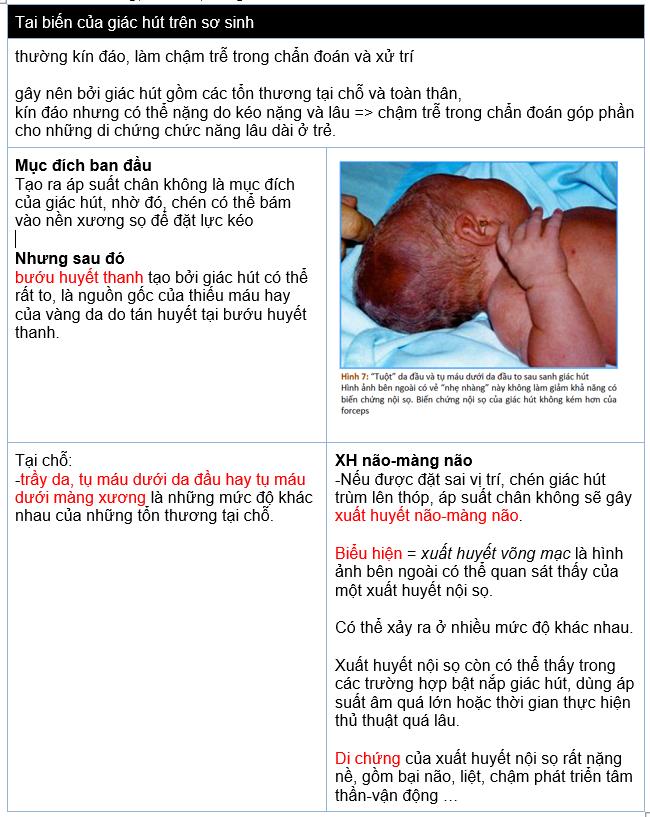 Tai biến của giác hút trên sơ sinh
thường kín đáo, làm chậm trễ trong chẩn đoán và xử trí
gây nên bởi giác hút gồm các tổn thương tại chỗ và toàn thân,
kín đáo nhưng có thể nặng do kéo nặng và lâu => chậm trễ trong chẩn đoán góp phần
cho những di chứng chức năng lâu dài ở trẻ.
Mục đích ban đầu
Tạo ra áp suất chân không là mục đích
của giác hút, nhờ đó, chén có thể bám
vào nền xương sọ để đặt lực kéo
Nhưng sau đó
bướu huyết thanh tạo bởi giác hút có thể
rất to, là nguồn gốc của thiếu máu hay
của vàng da do tán huyết tại bướu huyết
thanh.
Hình 7: "Tuột" da đầu và tụ máu dưới da đầu to sau sanh giác hút
Hình ảnh bên ngoài có vẻ "nhẹ nhàng" này không làm giảm khả năng có
biến chứng nội sọ. Biến chứng nội sọ của giác hút không kém hơn của
forceps
Tại chỗ:
-trầy da, tụ máu dưới da đầu hay tụ máu
dưới màng xương là những mức độ khác
nhau của những tổn thương tại chỗ.
XH não-màng não
-Nếu được đặt sai vị trí, chén giác hút
trùm lên thóp, áp suất chân không sẽ gây
xuất huyết não-màng não.
Biểu hiện = xuất huyết võng mạc là hình
ảnh bên ngoài có thể quan sát thấy của
một xuất huyết nội sọ.
Có thể xảy ra ở nhiều mức độ khác nhau.
Xuất huyết nội sọ còn có thể thấy trong
các trường hợp bật nắp giác hút, dùng áp
suất âm quá lớn hoặc thời gian thực hiện
thủ thuật quá lâu.
Di chứng của xuất huyết nội sọ rất nặng
nề, gồm bại não, liệt, chậm phát triển tâm
thần-vận động …